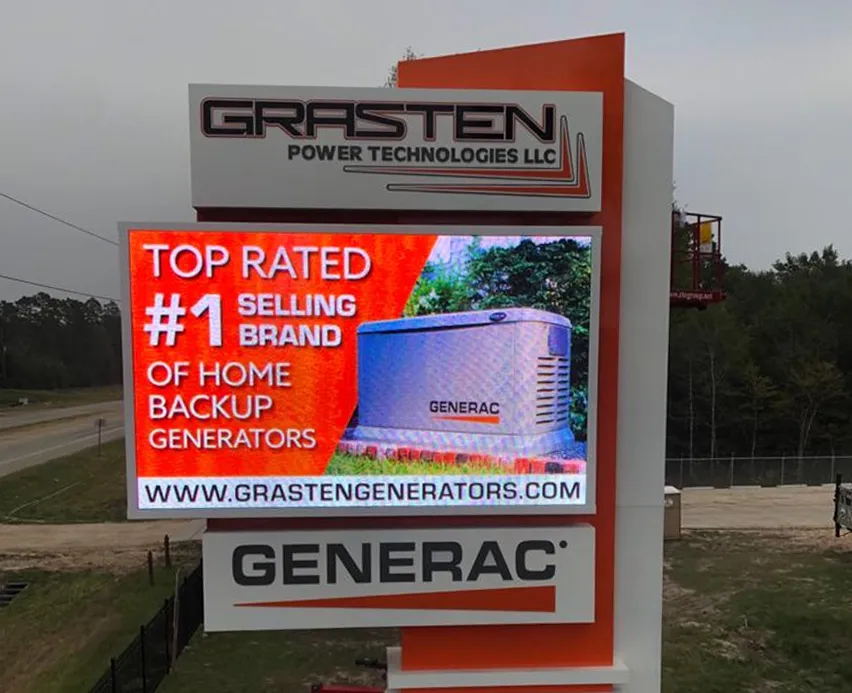 GRASTEN
POWER TECHNOLOGIES LLC
TOP RATED
#1 SELLING
BRAND
OF HOME
BACKUP
GENERATORS
GENERAC
WWW.GRASTENGENERATORS.COM
GENERAC